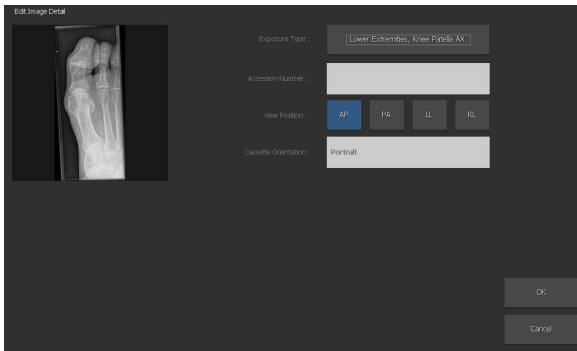 Edit Image Detail
Exposure Type :
Lower Extremities, Knee Patella AX
Accession Number :
View Position :
AP
PA
LL
RL
Cassette Orientation:
Portrait
OK
Cancel